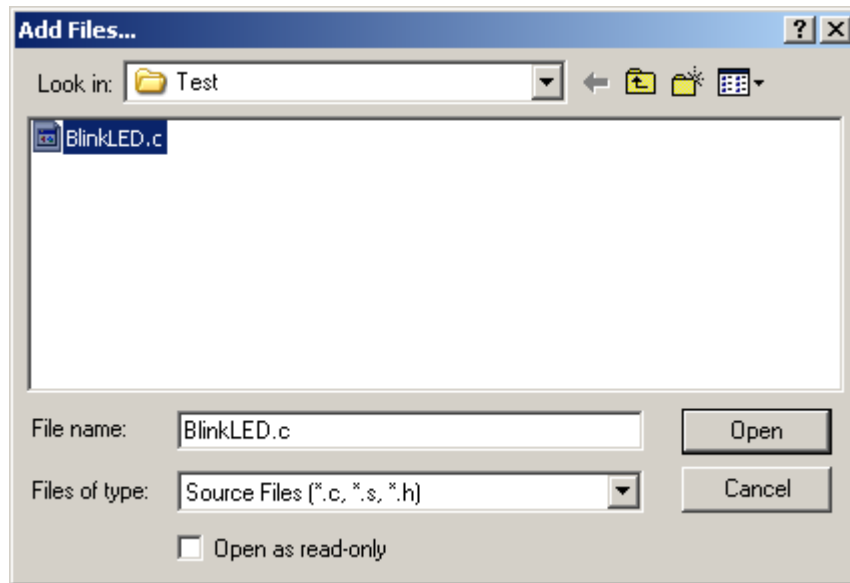 Add Files...
Look in: Test
BlinkLED.c
File name: BlinkLED.c Open
Files of type: Source Files (*.c, *.s, *.h) Cancel
Open as read-only